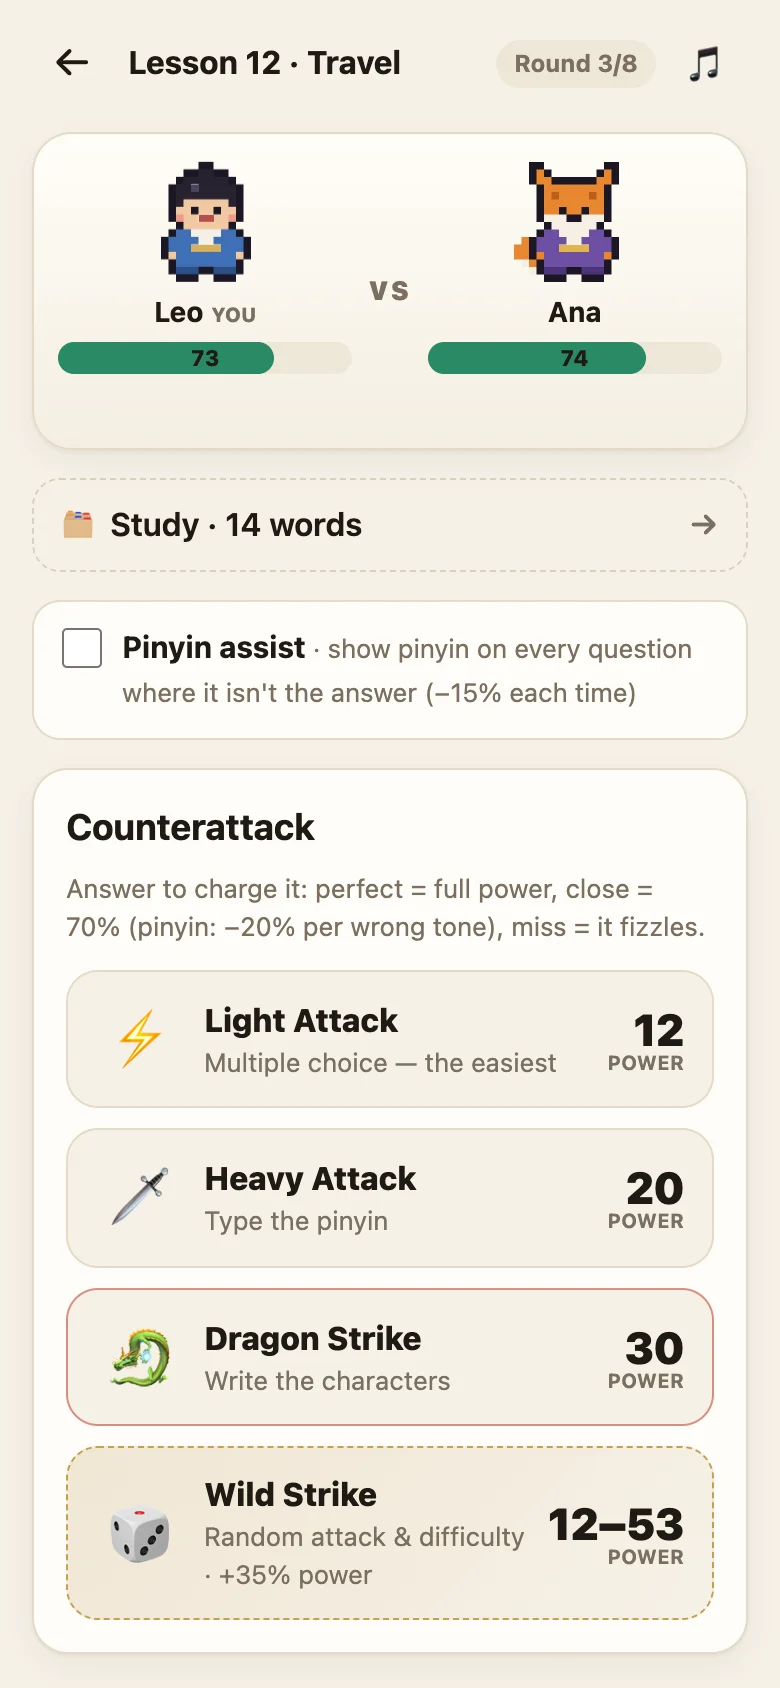 Lesson 12 · Travel
Round 3/8
vs
Leo YOU
Ana
73
74
Study · 14 words
Pinyin assist · show pinyin on every question
where it isn't the answer (−15% each time)
Counterattack
Answer to charge it: perfect = full power, close =
70% (pinyin: −20% per wrong tone), miss = it fizzles.
Light Attack
Multiple choice — the easiest
12
POWER
Heavy Attack
Type the pinyin
20
POWER
Dragon Strike
Write the characters
30
POWER
Wild Strike
Random attack & difficulty
· +35% power
12–53
POWER